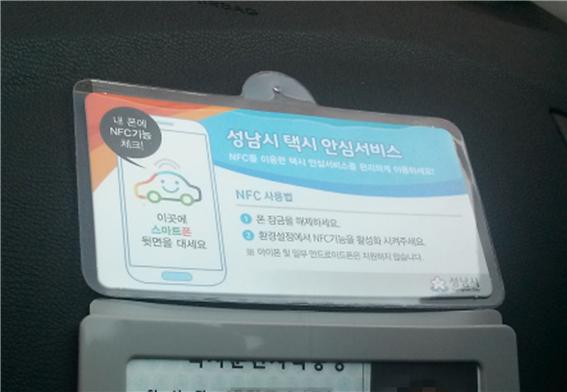 내 폰에
NFC기능
체크!
이곳에
스마트폰
뒷면을 대세요
성남시 택시 안심서비스
NFC를 이용한 택시 안심서비스를 편리하게 이용하세요!
NFC 사용법
1 폰 잠금을 해제하세요.
2 환경설정에서 NFC기능을 활성화 시켜주세요.
※ 아이폰 및 일부 안드로이드폰은 지원하지 않습니다.
성남시